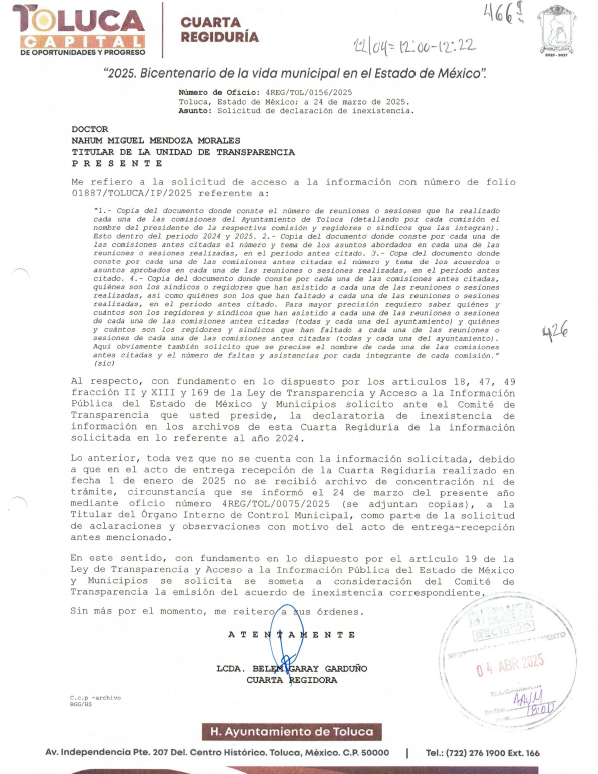 TOLUCA
CAPITAL
DE OPORTUNIDADES Y PROGRESO
CUARTA
REGIDURÍA
22/04=12:00-12:22
2025 - 2027
“2025. Bicentenario de la vida municipal en el Estado de México”.
Número de Oficio: 4REG/TOL/0156/2025
Toluca, Estado de México; a 24 de marzo de 2025.
Asunto: Solicitud de declaración de inexistencia.
DOCTOR
NAHUM MIGUEL MENDOZA MORALES
TITULAR DE LA UNIDAD DE TRANSPARENCIA
P R E S E N T E
Me refiero a la solicitud de acceso a la información con número de folio
01887/TOLUCA/IP/2025 referente a:
"1.- Copia del documento donde conste el número de reuniones o sesiones que ha realizado
cada una de las comisiones del Ayuntamiento de Toluca (detallando por cada comisión el
nombre del presidente de la respectiva comisión y regidores o síndicos que las integran).
Esto dentro del periodo 2024 y 2025. 2.- Copia del documento donde conste por cada una de
las comisiones antes citadas el número y tema de los asuntos abordados en cada una de las
reuniones o sesiones realizadas, en el periodo antes citado. 3.- Copa del documento donde
conste por cada una de las comisiones antes citadas el número y tema de los acuerdos o
asuntos aprobados en cada una de las reuniones o sesiones realizadas, en el periodo antes
citado. 4.- Copia del documento donde conste por cada una de las comisiones antes citadas,
quiénes son los síndicos o regidores que han asistido a cada una de las reuniones o sesiones
realizadas, así como quiénes son los que han faltado a cada una de las reuniones o sesiones
realizadas, en el periodo antes citado. Para mayor precisión requiero saber quiénes y
cuántos son los regidores y síndicos que han asistido a cada una de las reuniones o sesiones
de cada una de las comisiones antes citadas (todas y cada una del ayuntamiento) y quiénes
y cuántos son los regidores y síndicos que han faltado a cada una de las reuniones o
sesiones de cada una de las comisiones antes citadas (todas y cada una del ayuntamiento).
Aquí obviamente también solicito que se precise el nombre de cada una de las comisiones
antes citadas y el número de faltas y asistencias por cada integrante de cada comisión."
(sic)
426
Al respecto, con fundamento en lo dispuesto por los artículos 18, 47, 49
fracción II y XIII y 169 de la Ley de Transparencia y Acceso a la Información
Pública del Estado de México y Municipios solicito ante el Comité de
Transparencia que usted preside, la declaratoria de inexistencia de
información en los archivos de esta Cuarta Regiduría de la información
solicitada en lo referente al año 2024.
Lo anterior, toda vez que no se cuenta con la información solicitada, debido
a que en el acto de entrega recepción de la Cuarta Regiduría realizado en
fecha 1 de enero de 2025 no se recibió archivo de concentración ni de
trámite, circunstancia que se informó el 24 de marzo del presente año
mediante oficio número 4REG/TOL/0075/2025 (se adjuntan copias), a la
Titular del Órgano Interno de Control Municipal, como parte de la solicitud
de aclaraciones y observaciones con motivo del acto de entrega-recepción
antes mencionado.
En este sentido, con fundamento en lo dispuesto por el artículo 19 de la
Ley de Transparencia y Acceso a la Información Pública del Estado de México
y Municipios se solicita se someta a consideración del Comité de
Transparencia la emisión del acuerdo de inexistencia correspondiente.
Sin más por el momento, me reitero a sus órdenes.
A T E N T A M E N T E
LCDA. BELEM GARAY GARDUÑO
CUARTA REGIDORA
RECIBIDO
04 ABR 2025
C.c.p -archivo
BGG/HS
H. Ayuntamiento de Toluca
Av. Independencia Pte. 207 Del. Centro Histórico. Toluca, México. C.P. 50000 | Tel.: (722) 276 1900 Ext. 166